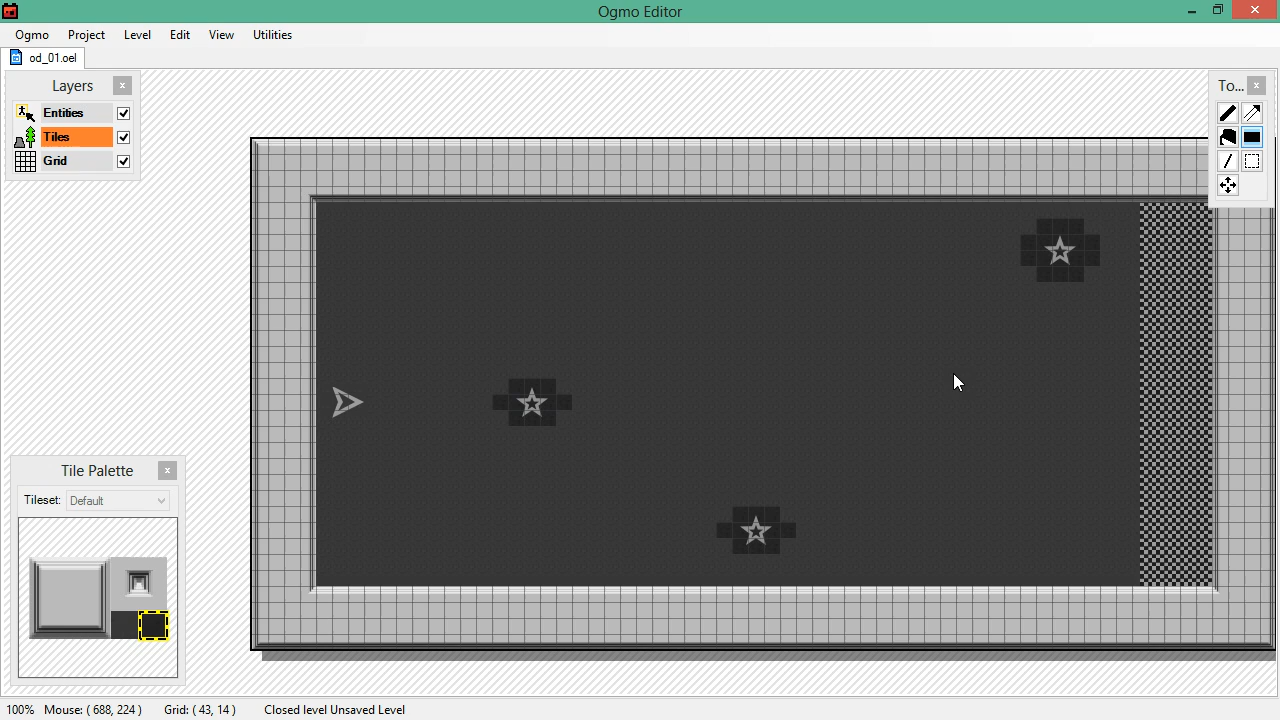 Ogmo Editor
Ogmo Project Level Edit View Utilities
od_01.oel
Layers
Entities
Tiles
Grid
To...
Tile Palette
Tileset: Default
100% Mouse: ( 688, 224 ) Grid: ( 43, 14 ) Closed level Unsaved Level